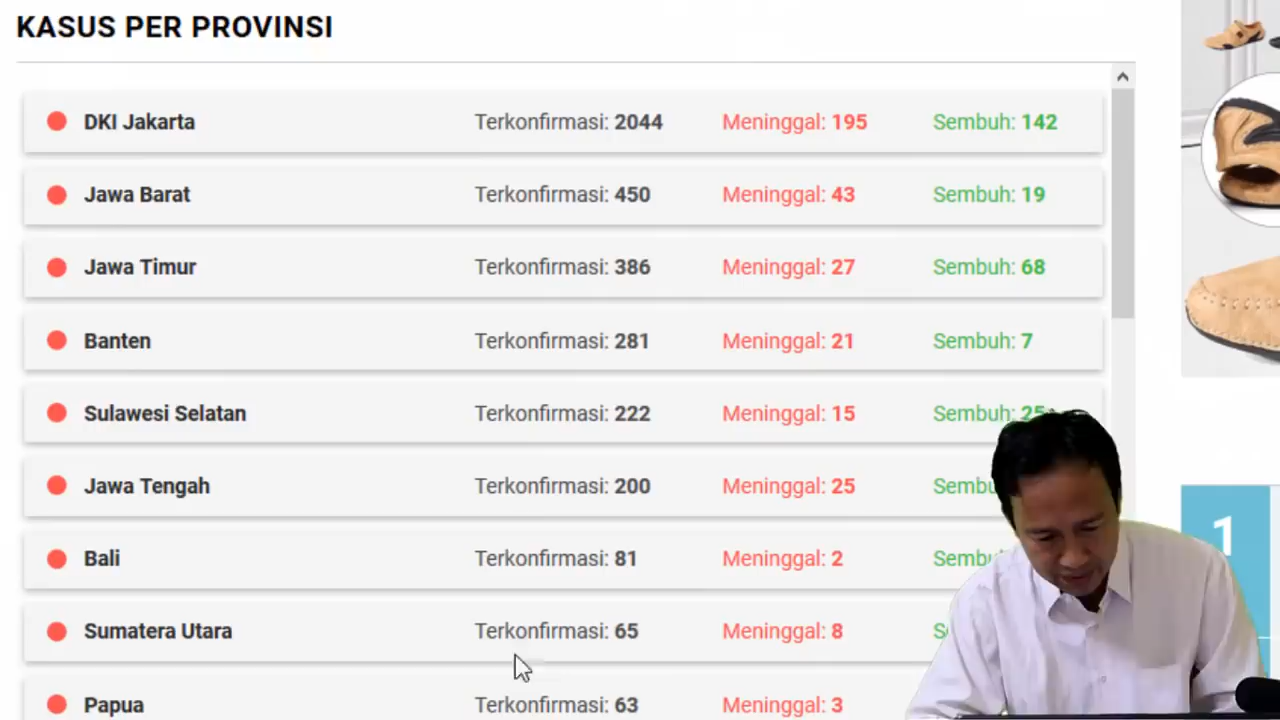 KASUS PER PROVINSI
DKI Jakarta Terkonfirmasi: 2044 Meninggal: 195 Sembuh: 142
Jawa Barat Terkonfirmasi: 450 Meninggal: 43 Sembuh: 19
Jawa Timur Terkonfirmasi: 386 Meninggal: 27 Sembuh: 68
Banten Terkonfirmasi: 281 Meninggal: 21 Sembuh: 7
Sulawesi Selatan Terkonfirmasi: 222 Meninggal: 15 Sembuh: 25
Jawa Tengah Terkonfirmasi: 200 Meninggal: 25
Bali Terkonfirmasi: 81 Meninggal: 2
Sumatera Utara Terkonfirmasi: 65 Meninggal: 8
Papua Terkonfirmasi: 63 Meninggal: 3
1